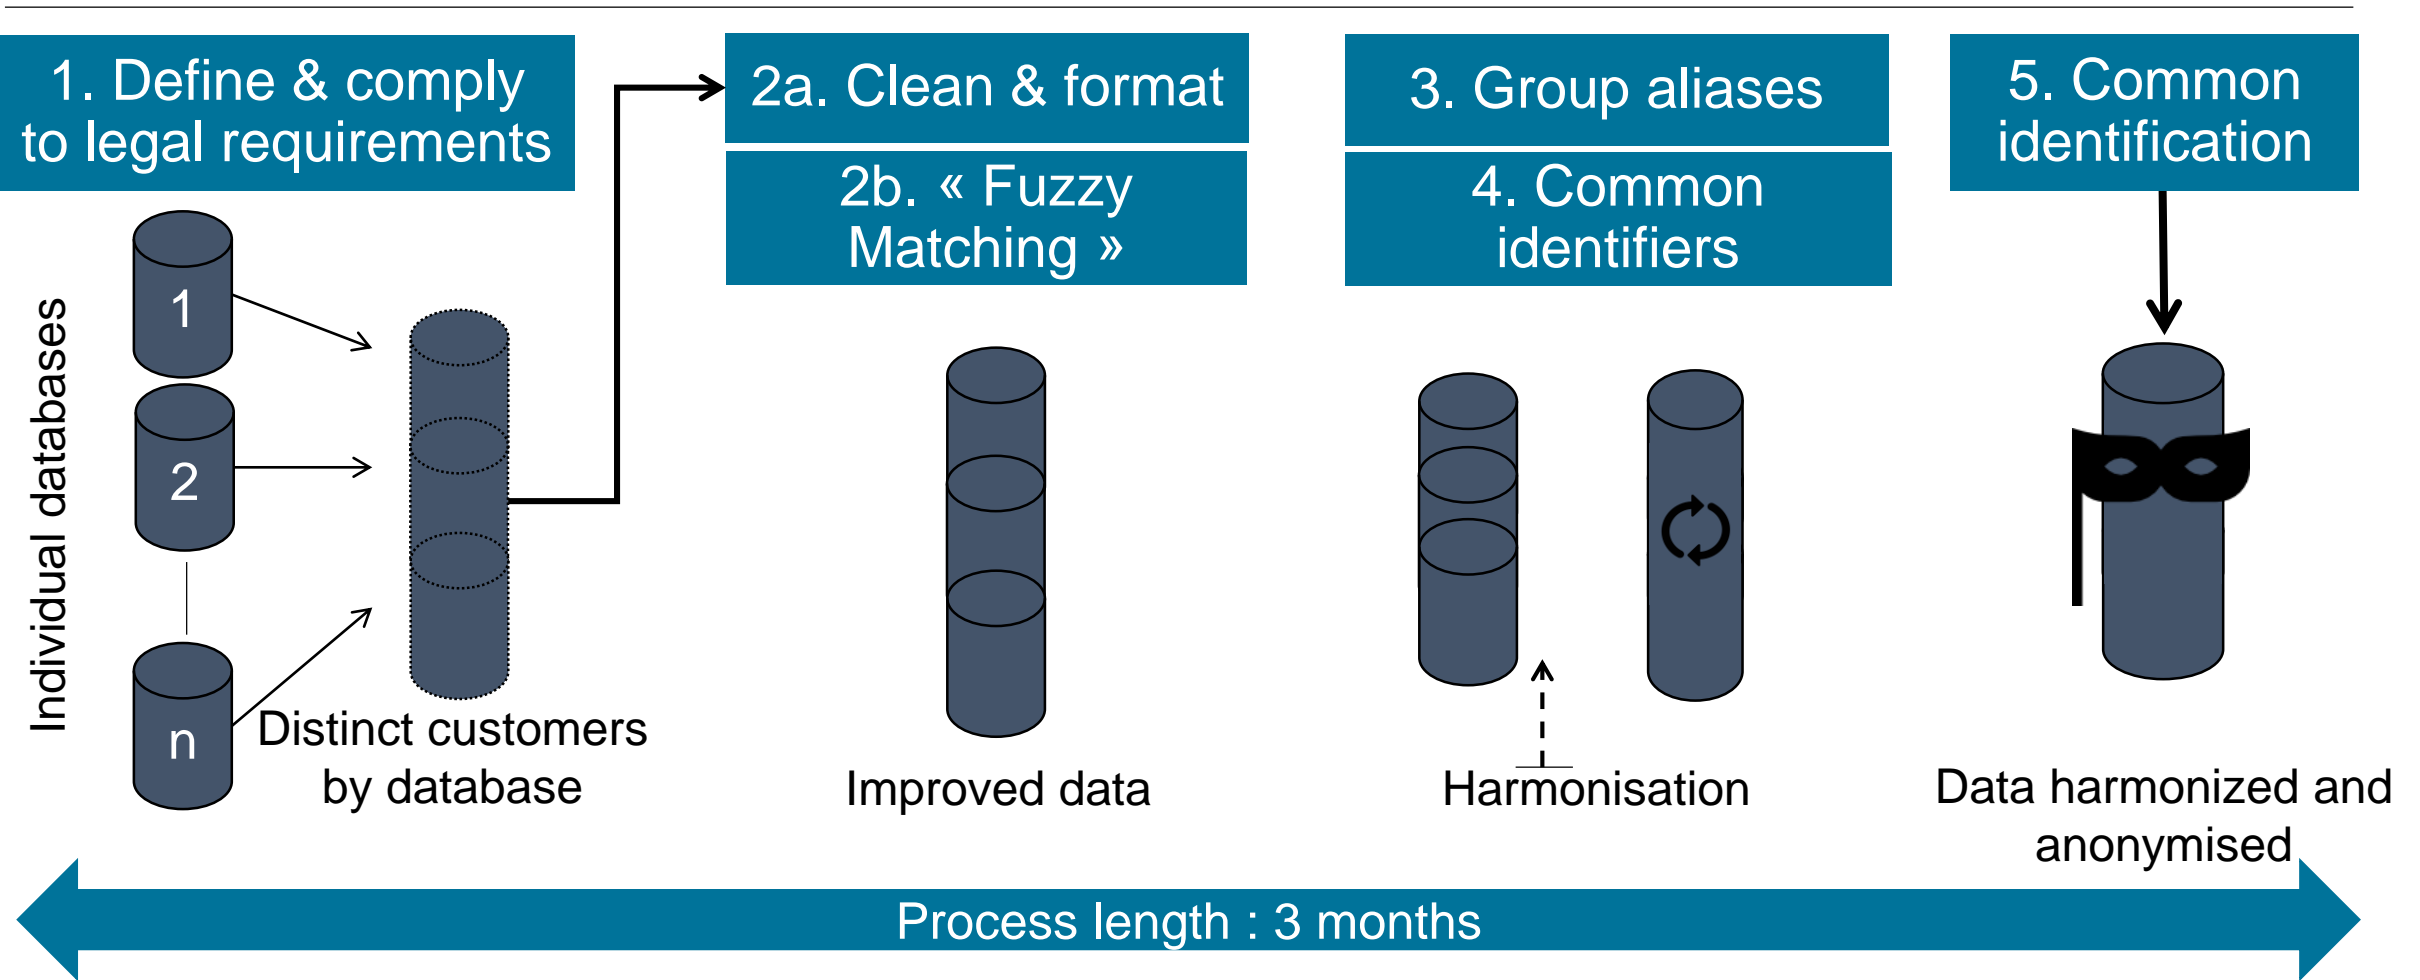 1. Define & comply
to legal requirements
2a. Clean & format
2b. « Fuzzy
Matching »
3. Group aliases
4. Common
identifiers
5. Common
identification
Individual databases
1
2
n
Distinct customers
by database
Improved data
Harmonisation
Data harmonized and
anonymised
Process length : 3 months